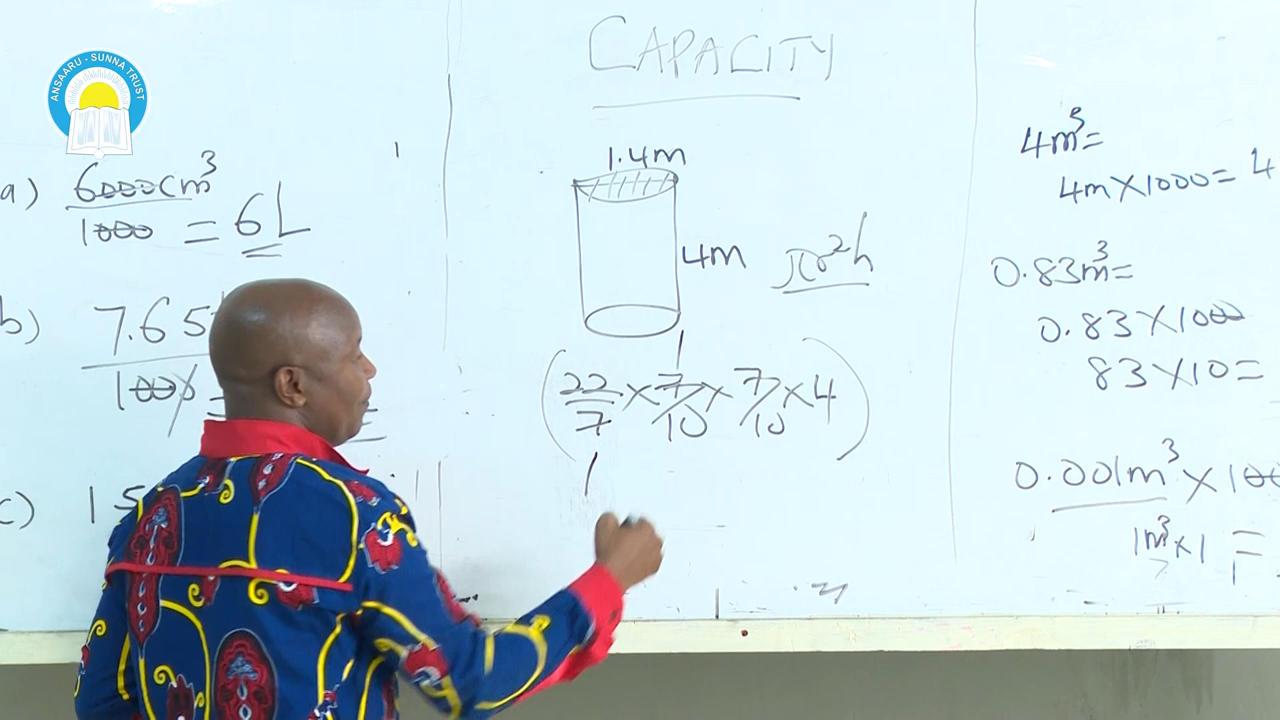 ANSAARU - SUNNA TRUST
CAPACITY
a) 6000cm³
1000 = 6L
b) 7.65
1000
c) 15
1.4m
4m
πr²h
(22/7 × 7/10 × 7/10 × 4)
1
1
4m³=
4m×1000=4
0.83m³=
0.83×1000
83×10=
0.001m³×100
1m³×1 =